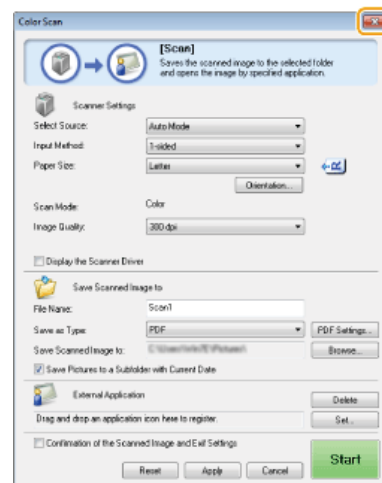 Color Scan
[Scan]
Saves the scanned image to the selected folder
and opens the image by specified application.
Scanner Settings
Select Source: Auto Mode
Input Method: 1-sided
Paper Size: Letter
Orientation...
Scan Mode: Color
Image Quality: 300 dpi
Display the Scanner Driver
Save Scanned Image to
File Name: Scan1
Save as Type: PDF PDF Settings...
Save Scanned Image to: Browse...
Save Pictures to a Subfolder with Current Date
External Application
Delete
Drag and drop an application icon here to register. Set...
Confirmation of the Scanned Image and Exif Settings
Start
Reset Apply Cancel